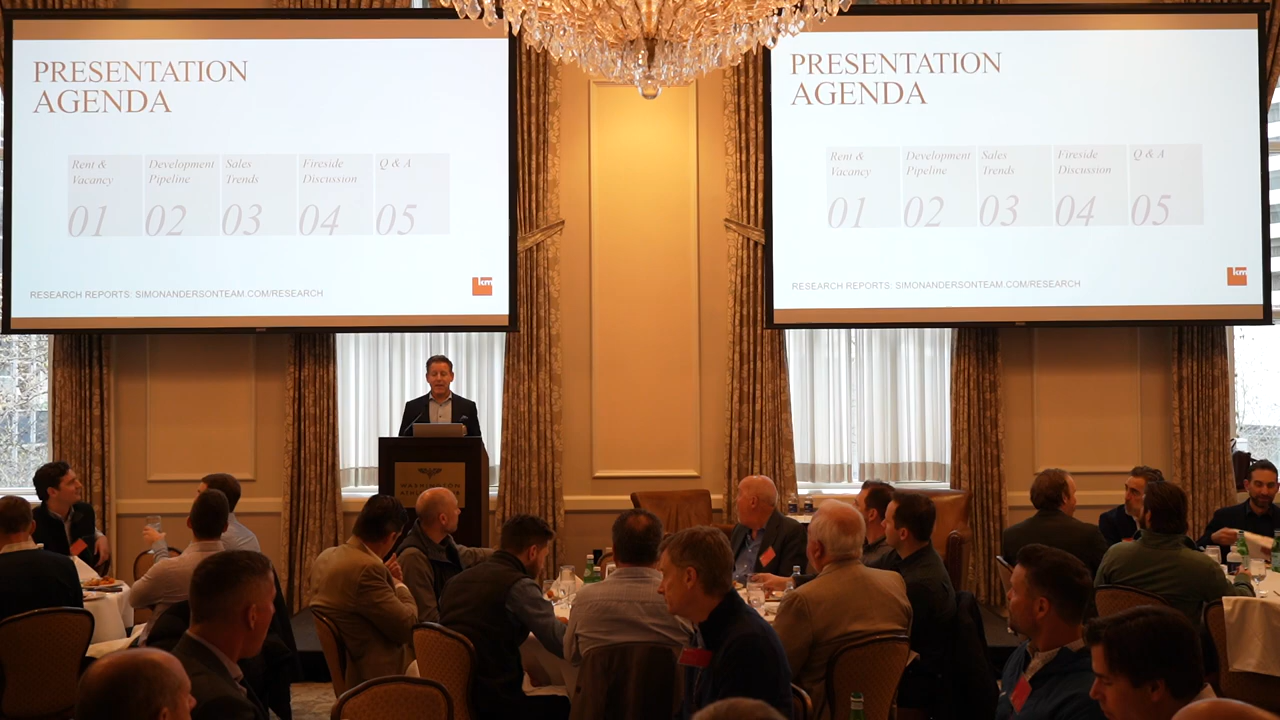 PRESENTATION
AGENDA
Rent &
Vacancy
01
Development
Pipeline
02
Sales
Trends
03
Fireside
Discussion
04
Q & A
05
RESEARCH REPORTS: SIMONANDERSONTEAM.COM/RESEARCH
km
PRESENTATION
AGENDA
Rent &
Vacancy
01
Development
Pipeline
02
Sales
Trends
03
Fireside
Discussion
04
Q & A
05
RESEARCH REPORTS: SIMONANDERSONTEAM.COM/RESEARCH
km
WASHINGTON